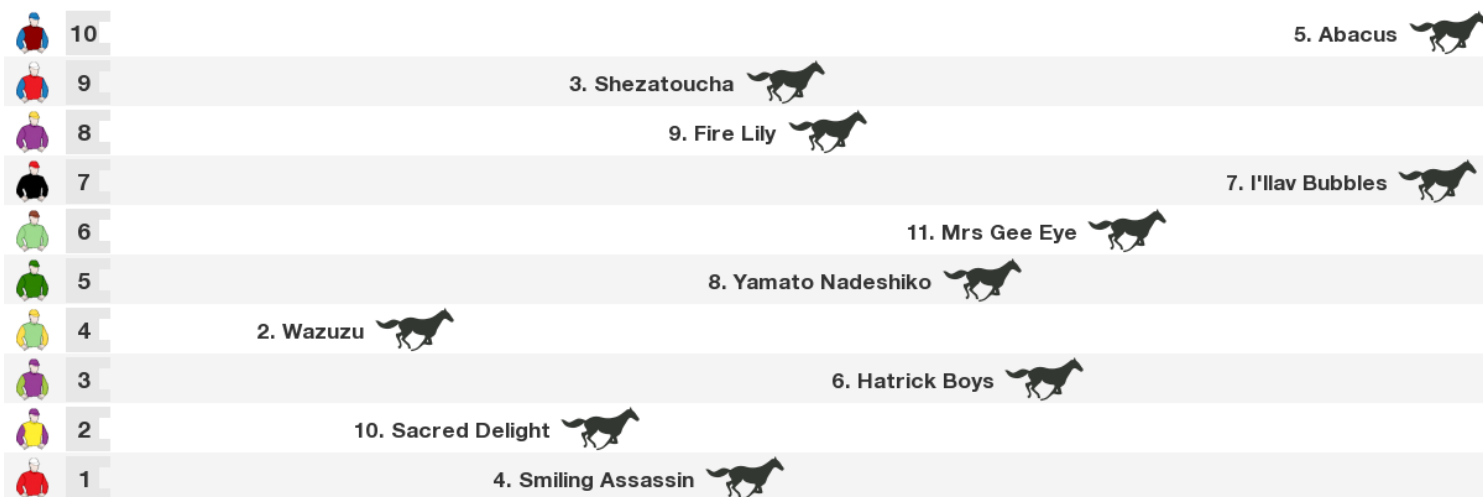 10 5. Abacus
9 3. Shezatoucha
8 9. Fire Lily
7 7. I'llav Bubbles
6 11. Mrs Gee Eye
5 8. Yamato Nadeshiko
4 2. Wazuzu
3 6. Hatrick Boys
2 10. Sacred Delight
1 4. Smiling Assassin